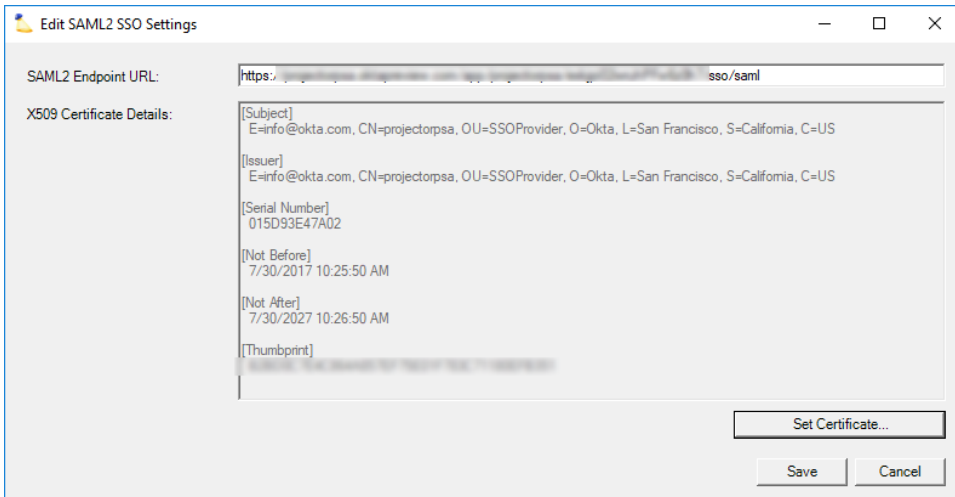 Edit SAML2 SSO Settings
SAML2 Endpoint URL:
https:/ sso/saml
X509 Certificate Details:
[Subject]
E=info@okta.com, CN=projectorpsa, OU=SSOProvider, O=Okta, L=San Francisco, S=California, C=US
[Issuer]
E=info@okta.com, CN=projectorpsa, OU=SSOProvider, O=Okta, L=San Francisco, S=California, C=US
[Serial Number]
015D93E47A02
[Not Before]
7/30/2017 10:25:50 AM
[Not After]
7/30/2027 10:26:50 AM
[Thumbprint]
Set Certificate...
Save
Cancel